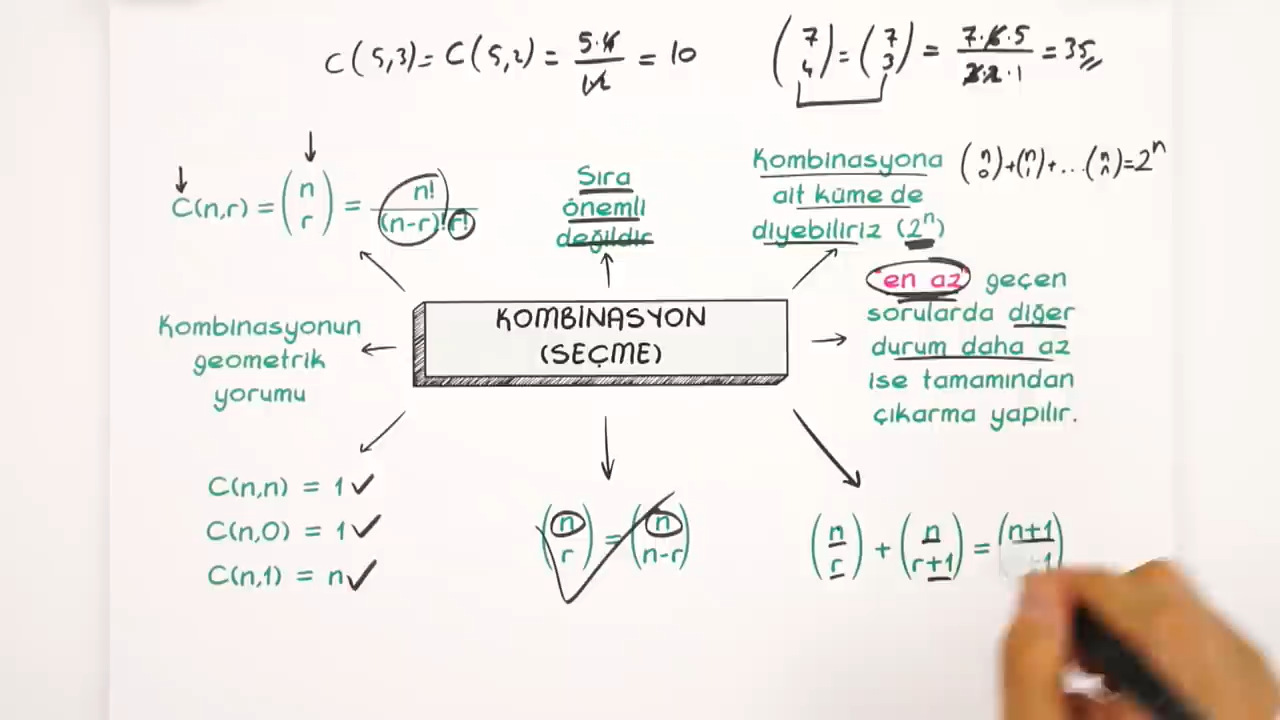 C(5,3) = C(5,2) = 5·4/1·2 = 10
(7 4) = (7 3) = 7·6·5/3·2·1 = 35
C(n,r) = (n r) = n!/(n-r)!r!
Sıra
önemli
değildir
Kombinasyona
alt küme de
diyebiliriz (2ⁿ)
(n 0)+(n 1)+...(n n)=2ⁿ
"en az" geçen
sorularda diğer
durum daha az
ise tamamından
çıkarma yapılır.
KOMBİNASYON
(SEÇME)
Kombinasyonun
geometrik
yorumu
C(n,n) = 1 ✓
C(n,0) = 1 ✓
C(n,1) = n ✓
(n r) = (n n-r)
(n r) + (n r+1) = (n+1 +1)